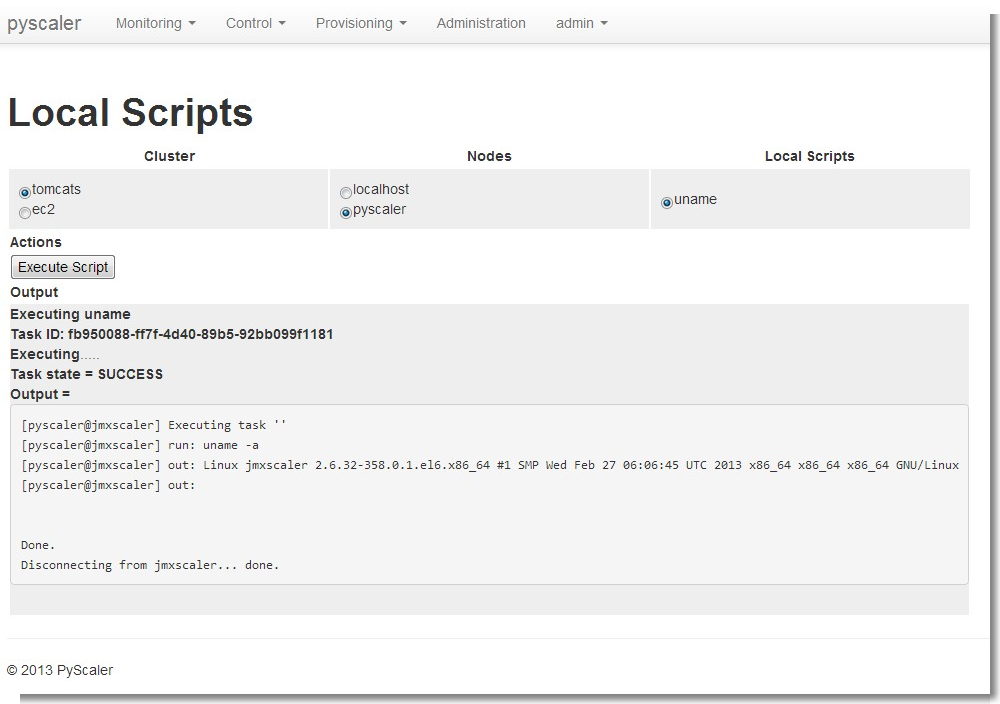 pyscaler Monitoring Control Provisioning Administration admin
Local Scripts
Cluster Nodes Local Scripts
tomcats localhost uname
ec2 pyscaler
Actions
Execute Script
Output
Executing uname
Task ID: fb950088-ff7f-4d40-89b5-92bb099f1181
Executing.....
Task state = SUCCESS
Output =
[pyscaler@jmxscaler] Executing task ''
[pyscaler@jmxscaler] run: uname -a
[pyscaler@jmxscaler] out: Linux jmxscaler 2.6.32-358.0.1.el6.x86_64 #1 SMP Wed Feb 27 06:06:45 UTC 2013 x86_64 x86_64 x86_64 GNU/Linux
[pyscaler@jmxscaler] out:
Done.
Disconnecting from jmxscaler... done.
© 2013 PyScaler